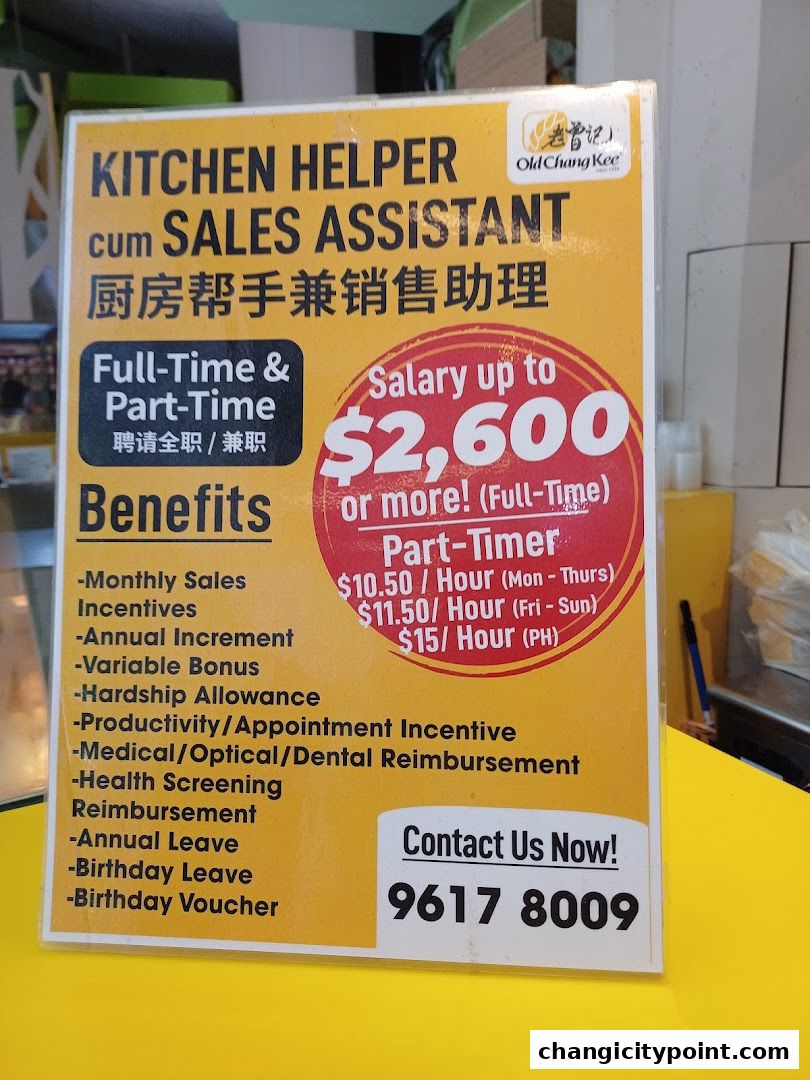 老曾记
Old Chang Kee
KITCHEN HELPER
cum SALES ASSISTANT
厨房帮手兼销售助理
Full-Time &
Part-Time
聘请全职 / 兼职
Salary up to
$2,600
or more! (Full-Time)
Part-Timer
$10.50 / Hour (Mon - Thurs)
$11.50/ Hour (Fri - Sun)
$15/ Hour (PH)
Benefits
-Monthly Sales
Incentives
-Annual Increment
-Variable Bonus
-Hardship Allowance
-Productivity/Appointment Incentive
-Medical/Optical/Dental Reimbursement
-Health Screening
Reimbursement
-Annual Leave
-Birthday Leave
-Birthday Voucher
Contact Us Now!
9617 8009
changicitypoint.com